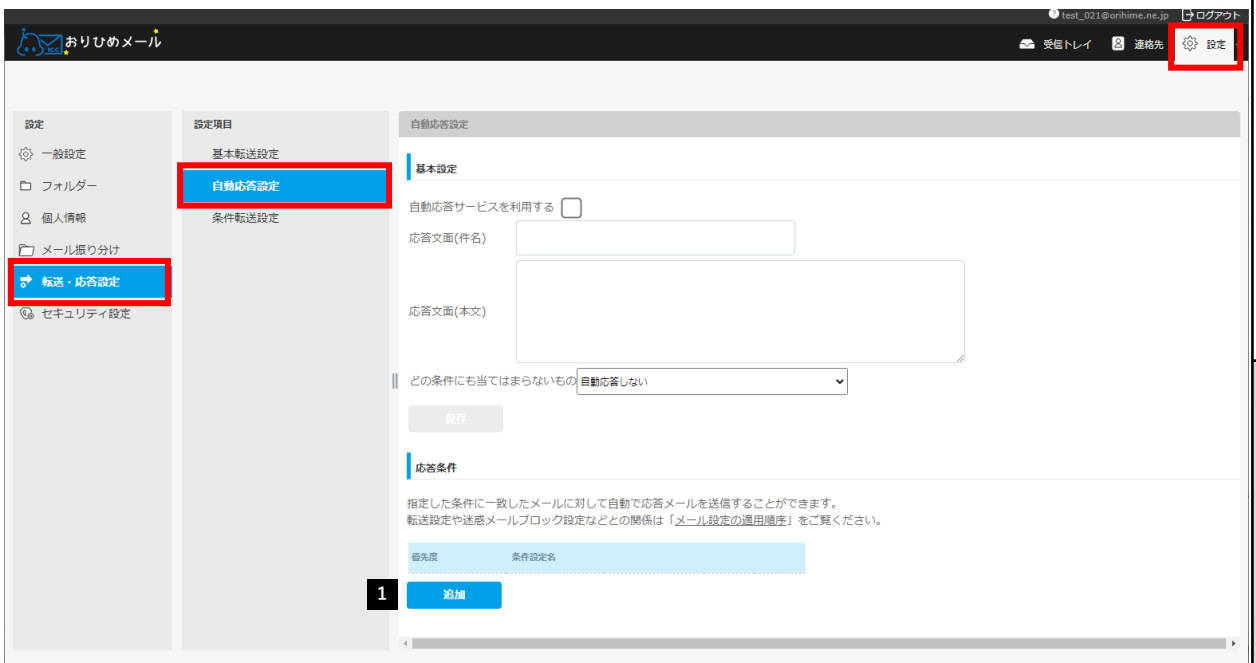 test_021@orihime.ne.jp ログアウト
ICC おりひめメール
受信トレイ 連絡先 設定
設定
一般設定
フォルダー
個人情報
メール振り分け
転送・応答設定
セキュリティ設定
設定項目
基本転送設定
自動応答設定
条件転送設定
自動応答設定
基本設定
自動応答サービスを利用する
応答文面(件名)
応答文面(本文)
どの条件にも当てはまらないもの 自動応答しない
保存
応答条件
指定した条件に一致したメールに対して自動で応答メールを送信することができます。
転送設定や迷惑メールブロック設定などとの関係は「メール設定の適用順序」をご覧ください。
優先度 条件設定名
1 追加